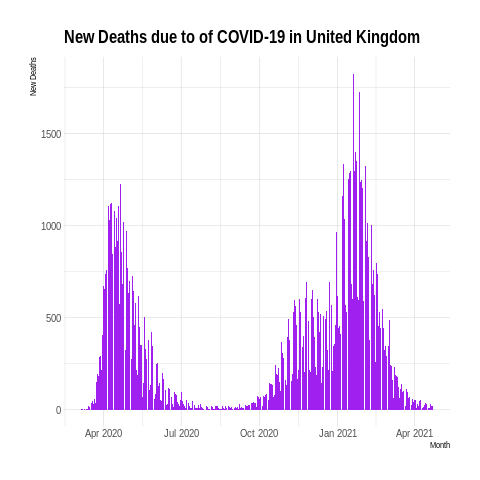 New Deaths due to of COVID-19 in United Kingdom
New Deaths
1500
1000
500
0
Apr 2020 Jul 2020 Oct 2020 Jan 2021 Apr 2021
Month